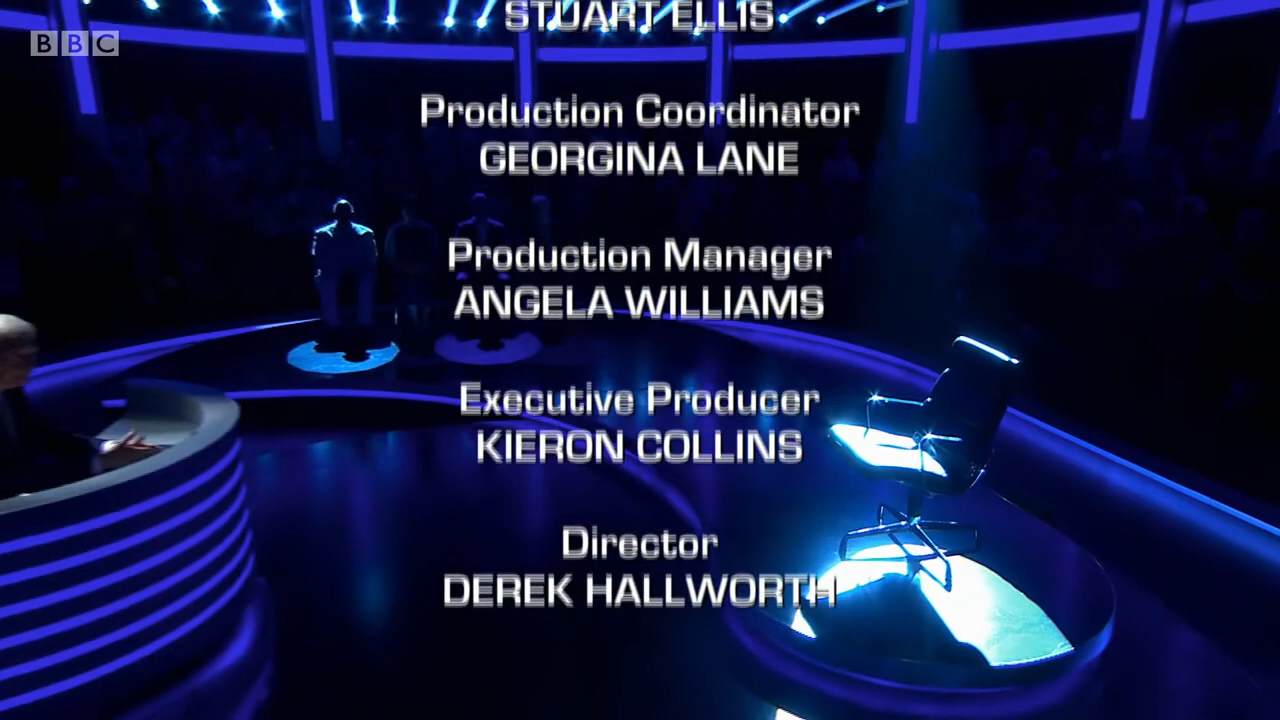 BBC
STUART ELLIS
Production Coordinator
GEORGINA LANE
Production Manager
ANGELA WILLIAMS
Executive Producer
KIERON COLLINS
Director
DEREK HALLWORTH